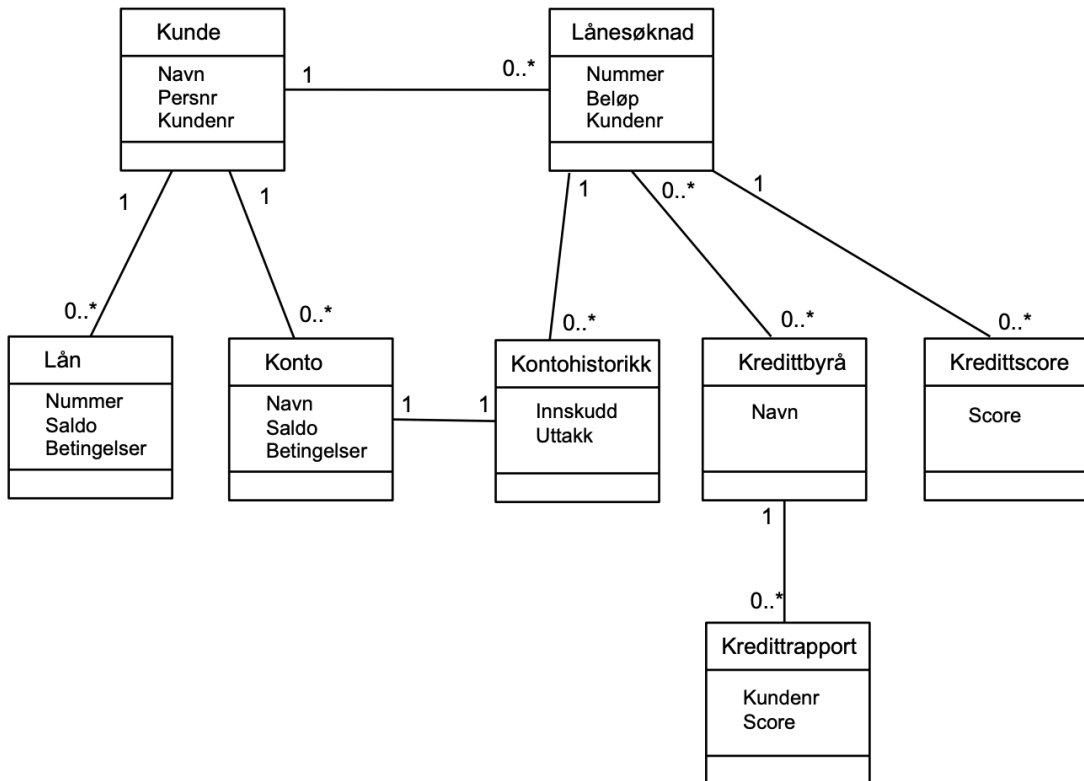 Kunde
Navn
Persnr
Kundenr
1
0..*
Lånesøknad
Nummer
Beløp
Kundenr
1
1
1
0..*
1
0..*
0..*
0..*
0..*
0..*
Lån
Nummer
Saldo
Betingelser
Konto
Navn
Saldo
Betingelser
1
1
Kontohistorikk
Innskudd
Uttakk
Kredittbyrå
Navn
Kredittscore
Score
1
0..*
Kredittrapport
Kundenr
Score